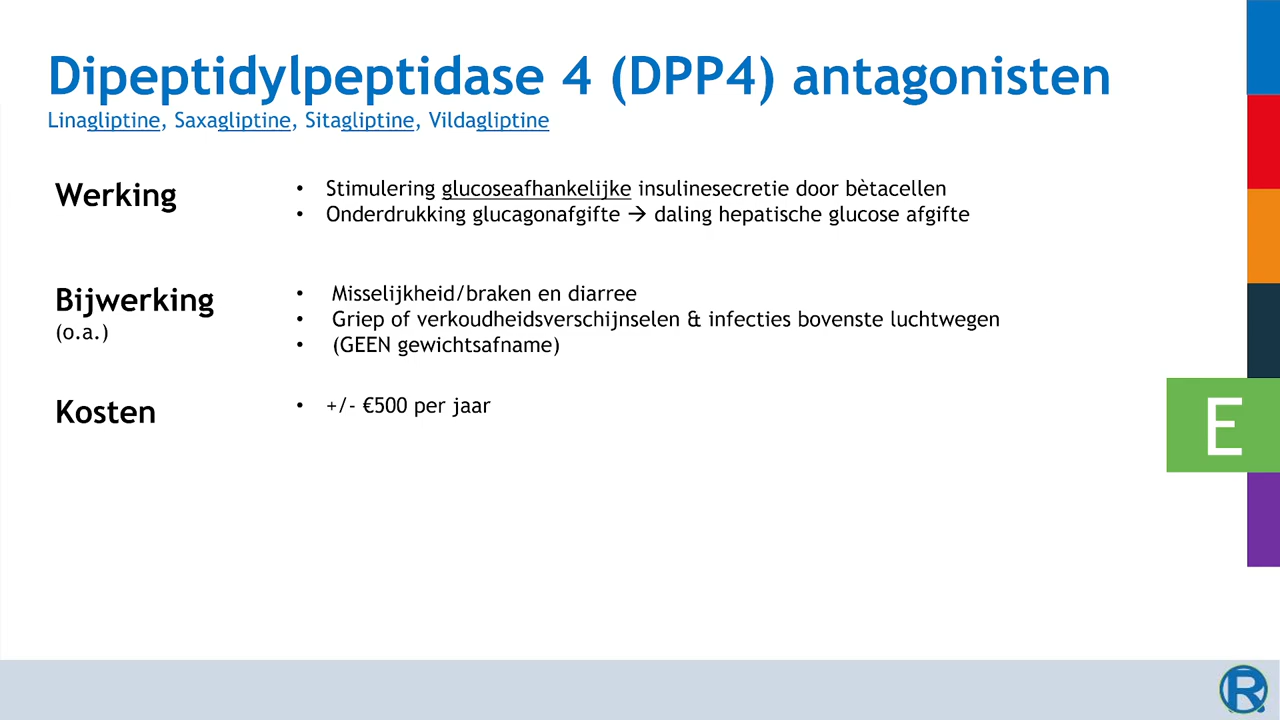 Dipeptidylpeptidase 4 (DPP4) antagonisten
Linagliptine, Saxagliptine, Sitagliptine, Vildagliptine
Werking
• Stimulering glucoseafhankelijke insulinesecretie door bètacellen
• Onderdrukking glucagonafgifte → daling hepatische glucose afgifte
Bijwerking
(o.a.)
• Misselijkheid/braken en diarree
• Griep of verkoudheidsverschijnselen & infecties bovenste luchtwegen
• (GEEN gewichtsafname)
Kosten
• +/- €500 per jaar
E
R